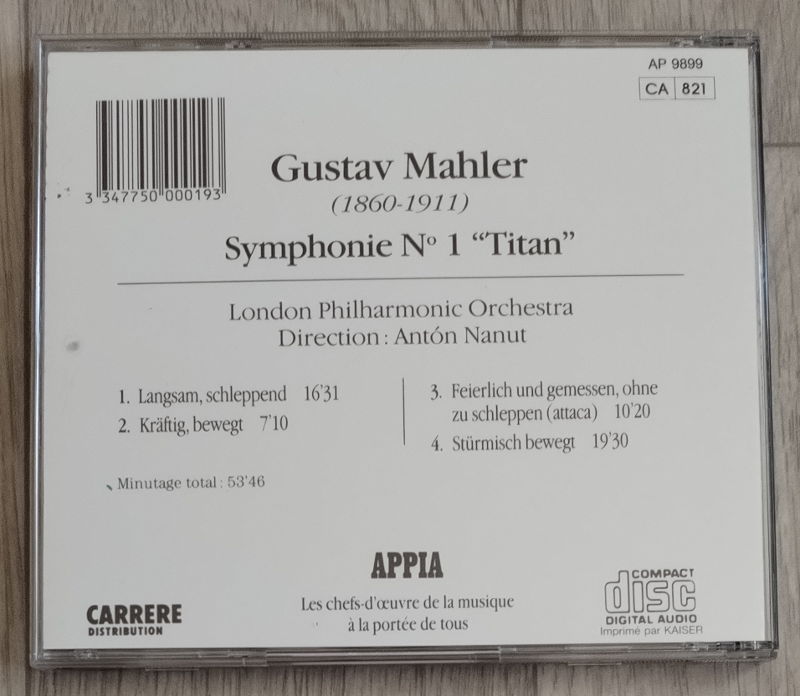 AP 9899
CA 821
3 347750 000193
Gustav Mahler
(1860-1911)
Symphonie Nº 1 “Titan”
London Philharmonic Orchestra
Direction : Antón Nanut
1. Langsam, schleppend 16'31
2. Kräftig, bewegt 7'10
3. Feierlich und gemessen, ohne
zu schleppen (attaca) 10'20
4. Stürmisch bewegt 19'30
Minutage total : 53'46
APPIA
Les chefs-d'œuvre de la musique
à la portée de tous
CARRERE
DISTRIBUTION
COMPACT
disc
DIGITAL AUDIO
Imprimé par KAISER